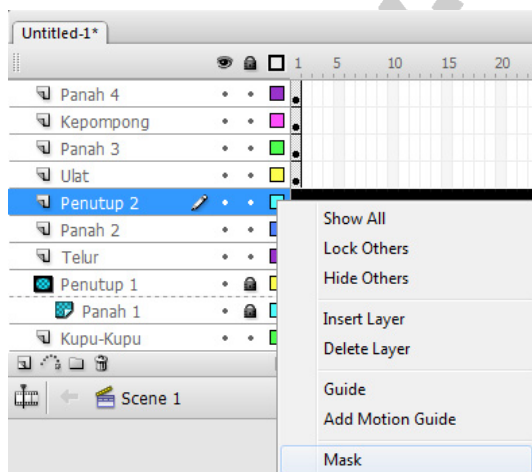 Untitled-1*
1 5 10 15 20
Panah 4
Kepompong
Panah 3
Ulat
Penutup 2
Panah 2
Telur
Penutup 1
Panah 1
Kupu-Kupu
Scene 1
Show All
Lock Others
Hide Others
Insert Layer
Delete Layer
Guide
Add Motion Guide
Mask